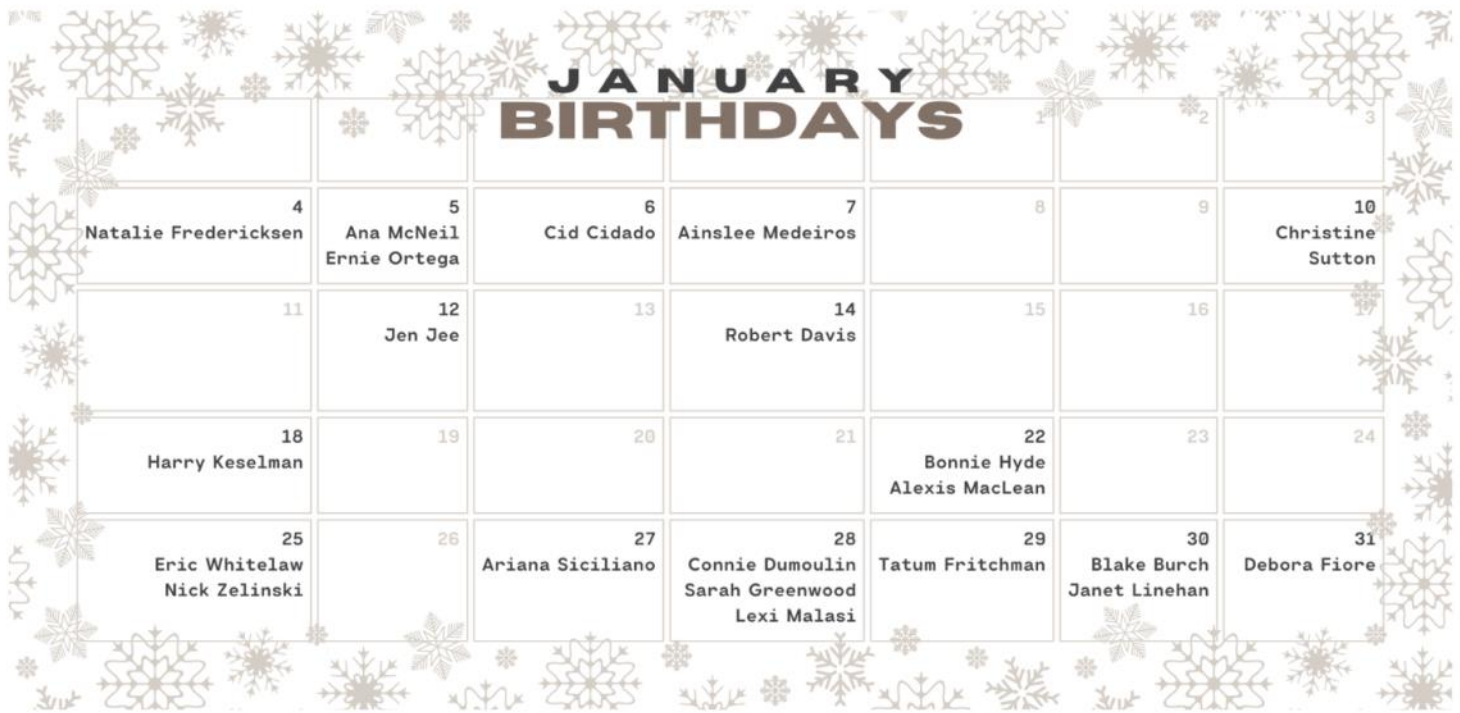 JANUARY
BIRTHDAYS
1
2
3
4
Natalie Fredericksen
5
Ana McNeil
Ernie Ortega
6
Cid Cidado
7
Ainslee Medeiros
8
9
10
Christine
Sutton
11
12
Jen Jee
13
14
Robert Davis
15
16
17
18
Harry Keselman
19
20
21
22
Bonnie Hyde
Alexis MacLean
23
24
25
Eric Whitelaw
Nick Zelinski
26
27
Ariana Siciliano
28
Connie Dumoulin
Sarah Greenwood
Lexi Malasi
29
Tatum Fritchman
30
Blake Burch
Janet Linehan
31
Debora Fiore